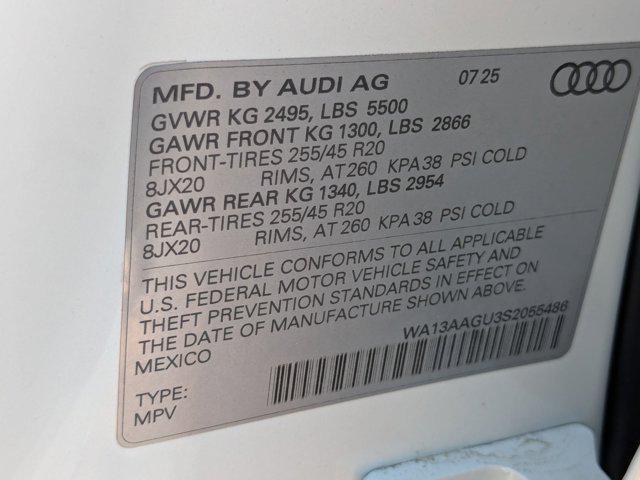 MFD. BY AUDI AG 07 25
GVWR KG 2495, LBS 5500
GAWR FRONT KG 1300, LBS 2866
FRONT-TIRES 255/45 R20
8JX20 RIMS, AT 260 KPA 38 PSI COLD
GAWR REAR KG 1340, LBS 2954
REAR-TIRES 255/45 R20
8JX20 RIMS, AT 260 KPA 38 PSI COLD
THIS VEHICLE CONFORMS TO ALL APPLICABLE
U.S. FEDERAL MOTOR VEHICLE SAFETY AND
THEFT PREVENTION STANDARDS IN EFFECT ON
THE DATE OF MANUFACTURE SHOWN ABOVE.
MEXICO
WA13AAGU3S2055486
TYPE:
MPV